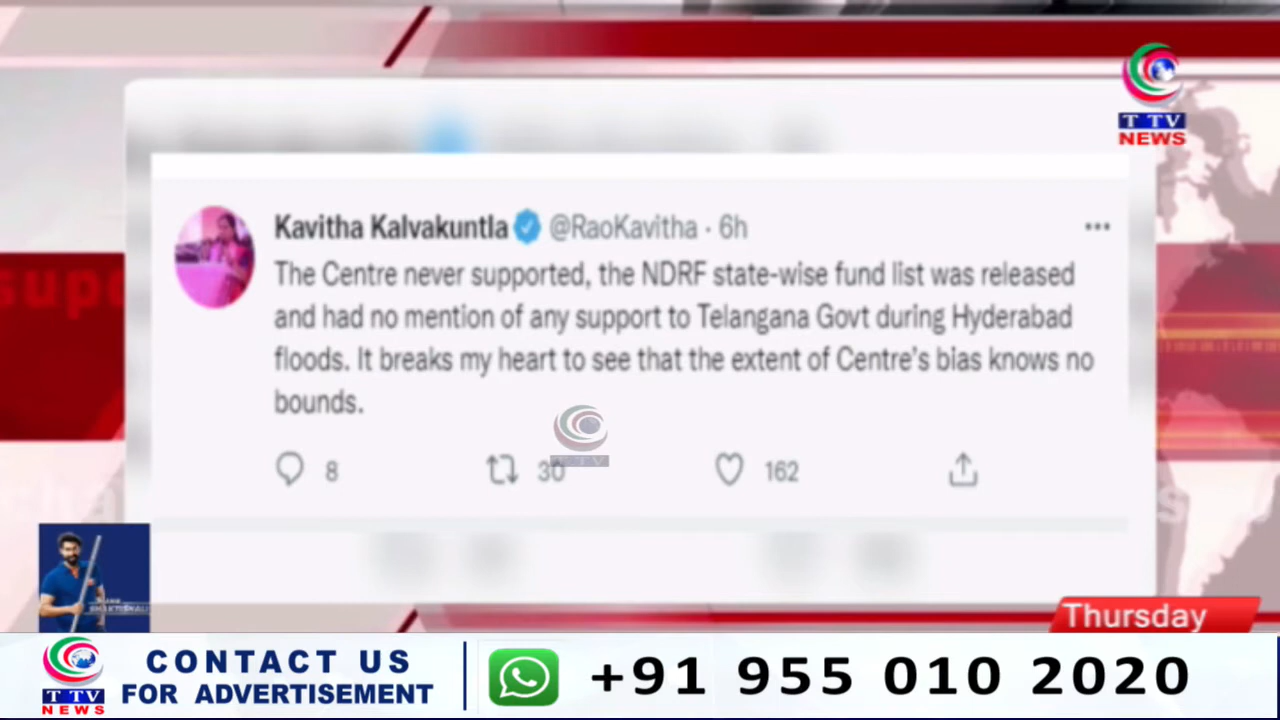 T TV
NEWS
Kavitha Kalvakuntla @RaoKavitha · 6h
The Centre never supported, the NDRF state-wise fund list was released
and had no mention of any support to Telangana Govt during Hyderabad
floods. It breaks my heart to see that the extent of Centre's bias knows no
bounds.
8 30 162
T TV
Thursday
T TV
NEWS
CONTACT US
FOR ADVERTISEMENT
+91 955 010 2020